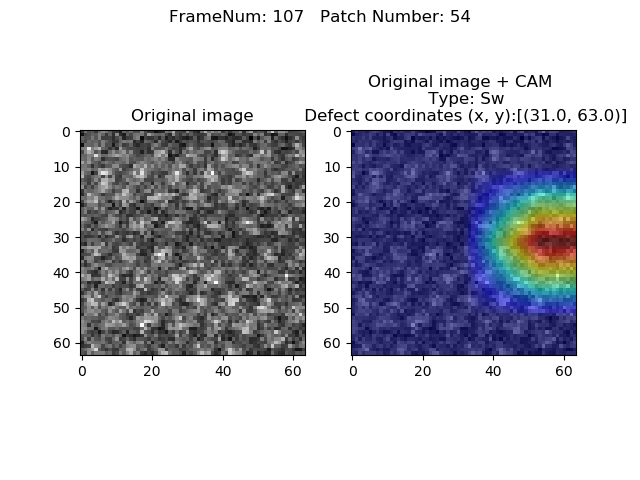 FrameNum: 107   Patch Number: 54
Original image
Original image + CAM
Type: Sw
Defect coordinates (x, y):[(31.0, 63.0)]
0
10
20
30
40
50
60
0 20 40 60
0
10
20
30
40
50
60
0 20 40 60